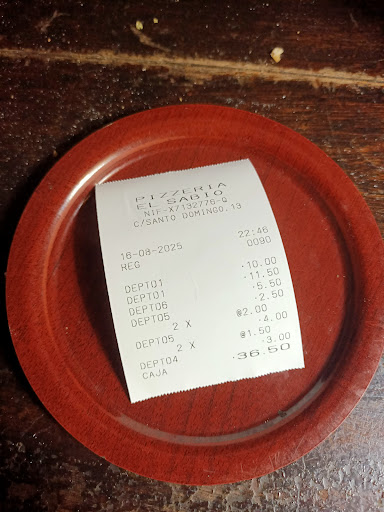 PIZZERIA
EL SABIO
NIF-X/132776-Q
C/SANTO DOMINGO.13
16-08-2025 22:46
REG 0090
DEPT01 ·10.00
DEPT01 ·11.50
DEPT06 ·5.50
DEPT05 ·2.50
2 X @2.00
DEPT05 ·4.00
2 X @1.50
DEPT04 ·3.00
CAJA ·36.50